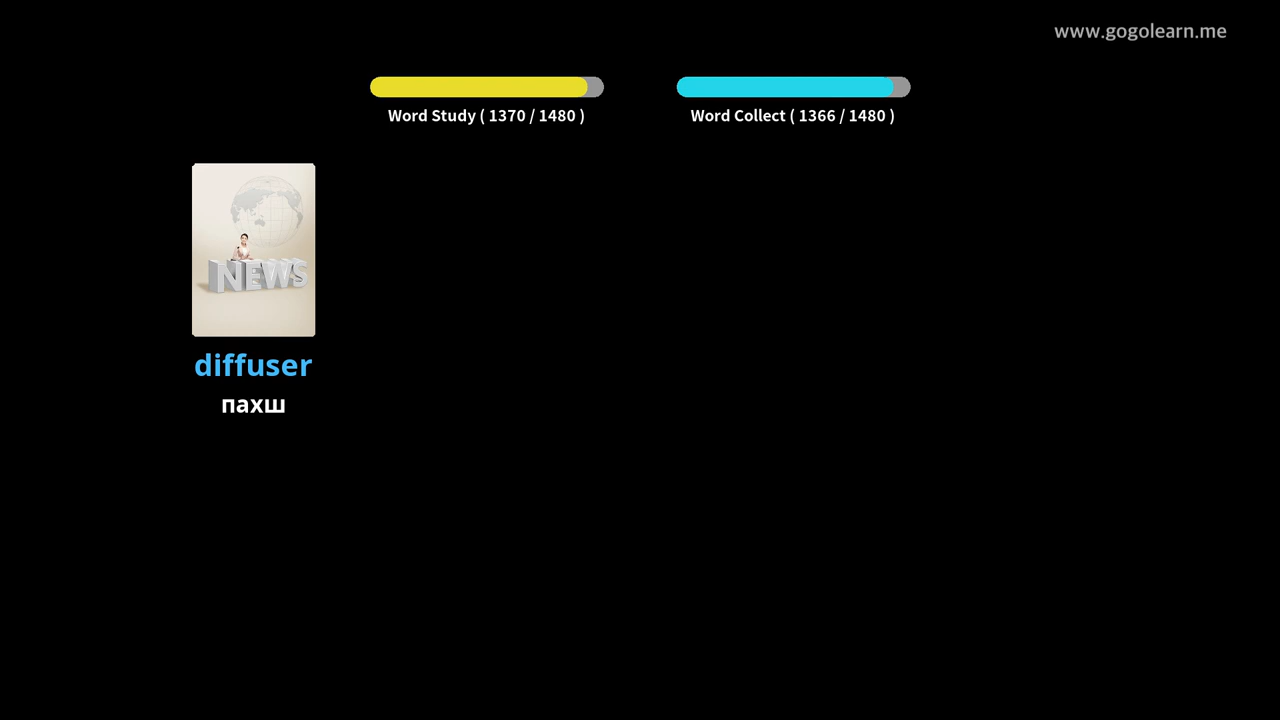 www.gogolearn.me
Word Study ( 1370 / 1480 )
Word Collect ( 1366 / 1480 )
NEWS
diffuser
пахш